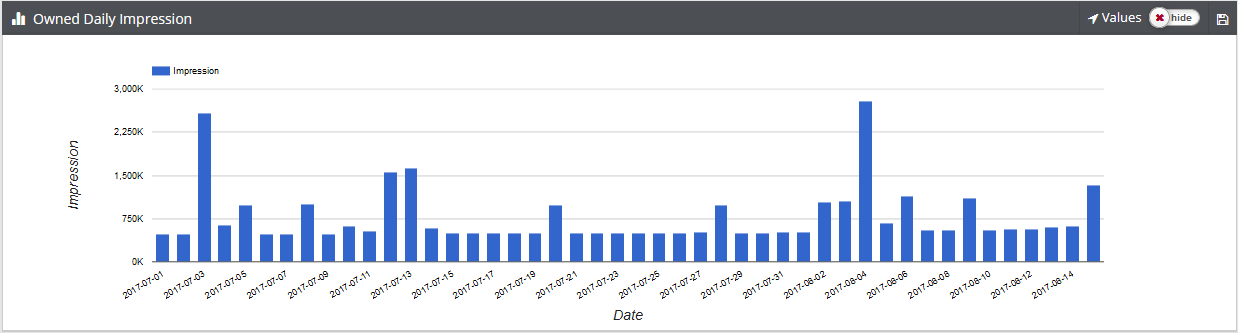 Owned Daily Impression
Values hide
Impression
3,000K
2,250K
1,500K
750K
0K
Impression
2017-07-01 2017-07-03 2017-07-05 2017-07-07 2017-07-09 2017-07-11 2017-07-13 2017-07-15 2017-07-17 2017-07-19 2017-07-21 2017-07-23 2017-07-25 2017-07-27 2017-07-29 2017-07-31 2017-08-02 2017-08-04 2017-08-06 2017-08-08 2017-08-10 2017-08-12 2017-08-14
Date